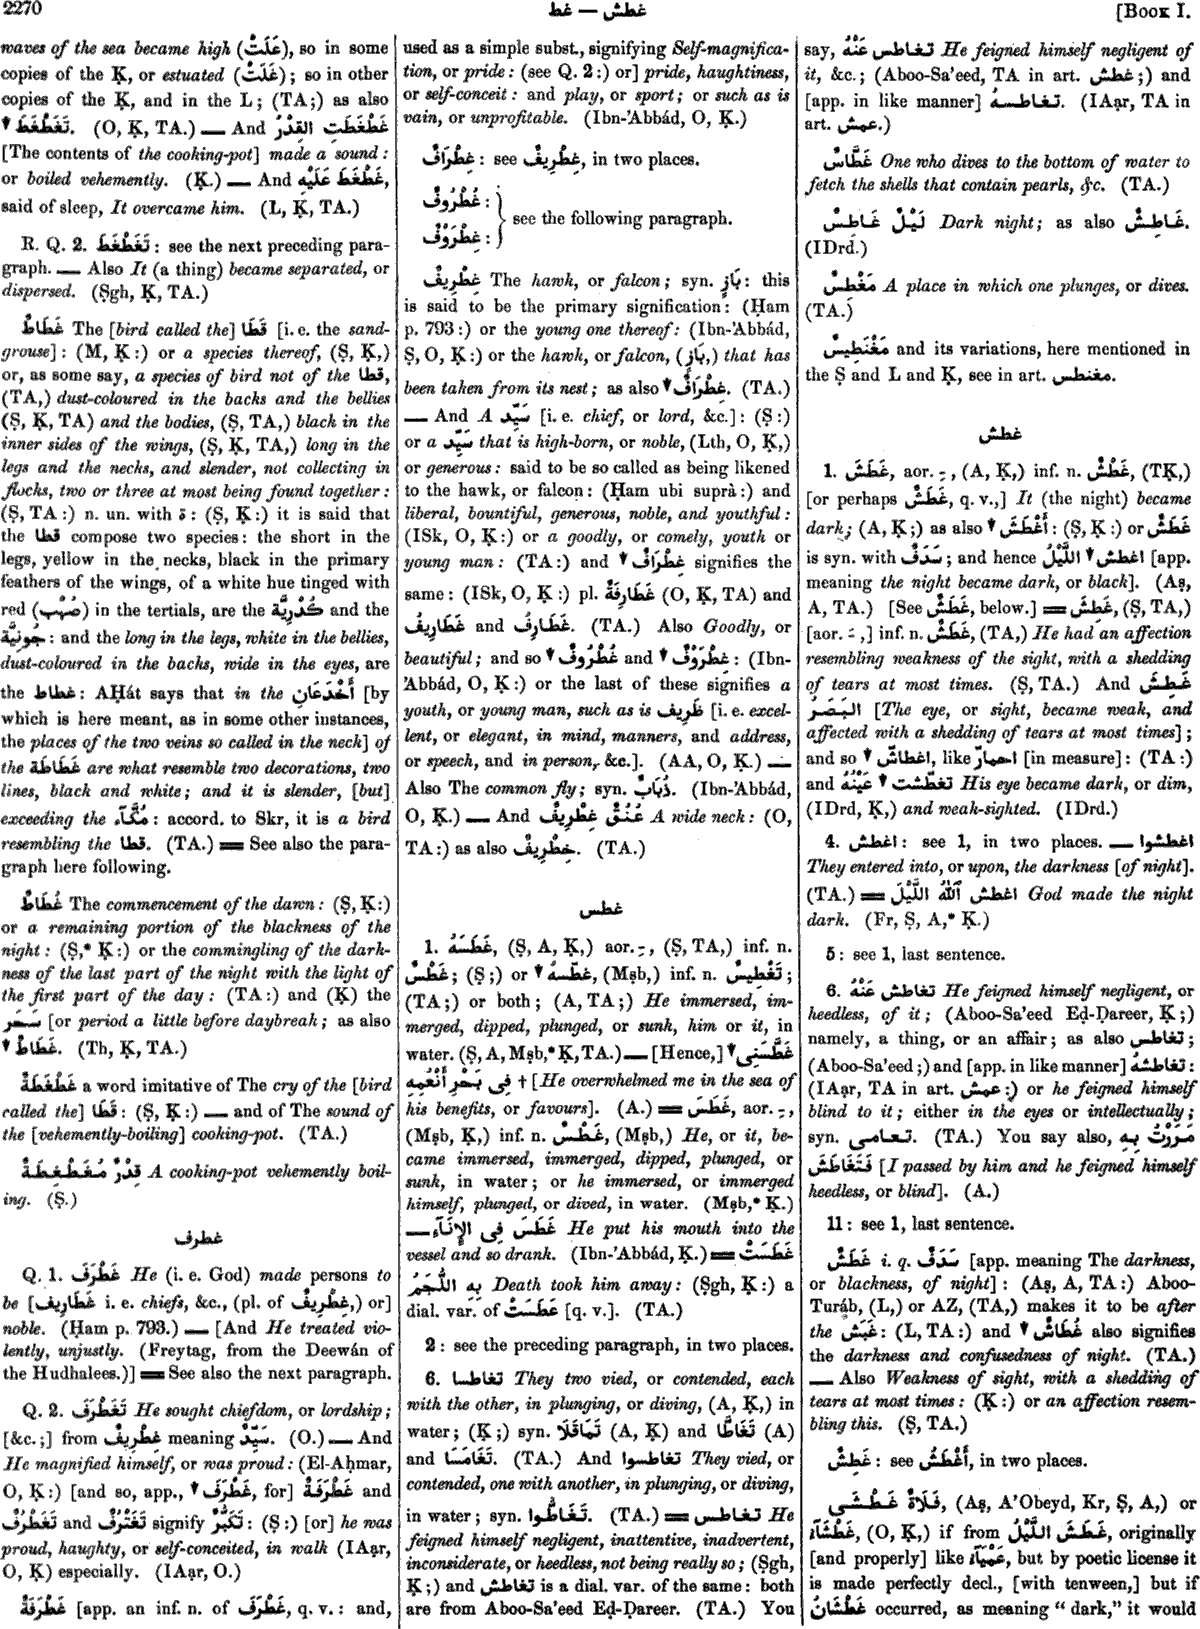 2270
غطش — غط
[Book I.
waves of the sea became high (عَلَتْ), so in some
copies of the Ḳ, or estuated (غَلَتْ); so in other
copies of the Ḳ, and in the L; (TA;) as also
▼ تَغَطْغَطَ. (O, Ḳ, TA.) — And غَطْغَطَتِ القِدْرُ
[The contents of the cooking-pot] made a sound:
or boiled vehemently. (Ḳ.) — And غَطْغَطَ عَلَيْهِ,
said of sleep, It overcame him. (L, Ḳ, TA.)
R. Q. 2. تَغَطْغَطَ: see the next preceding para-
graph. — Also It (a thing) became separated, or
dispersed. (Ṣgh, Ḳ, TA.)
غَطَاطٌ The [bird called the] قَطَا [i. e. the sand-
grouse]: (M, Ḳ:) or a species thereof, (Ṣ, Ḳ,)
or, as some say, a species of bird not of the قطا,
(TA,) dust-coloured in the backs and the bellies
(Ṣ, Ḳ, TA) and the bodies, (Ṣ, TA,) black in the
inner sides of the wings, (Ṣ, Ḳ, TA,) long in the
legs and the necks, and slender, not collecting in
flocks, two or three at most being found together:
(Ṣ, TA:) n. un. with ة: (Ṣ, Ḳ:) it is said that
the قطا compose two species: the short in the
legs, yellow in the necks, black in the primary
feathers of the wings, of a white hue tinged with
red (صُهْب) in the tertials, are the كُدْرِيَّة and the
جُونِيَّة: and the long in the legs, white in the bellies,
dust-coloured in the backs, wide in the eyes, are
the غطاط: AḤát says that in the أَخْدَعَانِ [by
which is here meant, as in some other instances,
the places of the two veins so called in the neck] of
the غَطَاطَة are what resemble two decorations, two
lines, black and white; and it is slender, [but]
exceeding the مُكَّآء: accord. to Skr, it is a bird
resembling the قطا. (TA.) ═ See also the para-
graph here following.
غُطَاطٌ The commencement of the dawn: (Ṣ, Ḳ:)
or a remaining portion of the blackness of the
night: (Ṣ,* Ḳ:) or the commingling of the dark-
ness of the last part of the night with the light of
the first part of the day: (TA:) and (Ḳ) the
سَحَر [or period a little before daybreak; as also
▼ غَطَاطٌ. (Th, Ḳ, TA.)
غَطْغَطَةٌ a word imitative of The cry of the [bird
called the] قَطَا: (Ṣ, Ḳ:) — and of The sound of
the [vehemently-boiling] cooking-pot. (TA.)
قِدْرٌ مُغَطْغِطَةٌ A cooking-pot vehemently boil-
ing. (Ṣ.)
غطرف
Q. 1. غَطْرَفَ He (i. e. God) made persons to
be [غَطَارِيف i. e. chiefs, &c., (pl. of غِطْرِيفٌ,) or]
noble. (Ḥam p. 793.) — [And He treated vio-
lently, unjustly. (Freytag, from the Deewán of
the Hudhalees.)] ═ See also the next paragraph.
Q. 2. تَغَطْرَفَ He sought chiefdom, or lordship;
[&c.;] from غِطْرِيفٌ meaning سَيِّدٌ. (O.) — And
He magnified himself, or was proud: (El-Aḥmar,
O, Ḳ:) [and so, app., ▼ غَطْرَفَ, for] غَطْرَفَةٌ and
تَغَطْرُفٌ and تَغَتْرُفٌ signify تَكَبُّرٌ: (Ṣ:) [or] he was
proud, haughty, or self-conceited, in walk (IAạr,
O, Ḳ) especially. (IAạr, O.)
غَطْرَفَةٌ [app. an inf. n. of غَطْرَفَ, q. v.: and,
used as a simple subst., signifying Self-magnifica-
tion, or pride: (see Q. 2:) or] pride, haughtiness,
or self-conceit: and play, or sport; or such as is
vain, or unprofitable. (Ibn-'Abbád, O, Ḳ.)
غِطْرَافٌ: see غِطْرِيفٌ, in two places.
غُطْرُوفٌ:
غِطْرَوْفٌ:
see the following paragraph.
غِطْرِيفٌ The hawk, or falcon; syn. بَازٍ: this
is said to be the primary signification: (Ḥam
p. 793:) or the young one thereof: (Ibn-'Abbád,
Ṣ, O, Ḳ:) or the hawk, or falcon, (بَازٍ,) that has
been taken from its nest; as also ▼ غِطْرَافٌ. (TA.)
— And A سَيِّد [i. e. chief, or lord, &c.]: (Ṣ:)
or a سَيِّد that is high-born, or noble, (Lth, O, Ḳ,)
or generous: said to be so called as being likened
to the hawk, or falcon: (Ḥam ubi suprà:) and
liberal, bountiful, generous, noble, and youthful:
(ISk, O, Ḳ:) or a goodly, or comely, youth or
young man: (TA:) and ▼ غِطْرَافٌ signifies the
same: (ISk, O, Ḳ:) pl. غَطَارِفَةٌ (O, Ḳ, TA) and
غَطَارِيفُ and غَطَارِفُ. (TA.) Also Goodly, or
beautiful; and so ▼ غُطْرُوفٌ and ▼ غِطْرَوْفٌ: (Ibn-
'Abbád, O, Ḳ:) or the last of these signifies a
youth, or young man, such as is ظَرِيف [i. e. excel-
lent, or elegant, in mind, manners, and address,
or speech, and in person, &c.]. (AA, O, Ḳ.) —
Also The common fly; syn. ذُبَابٌ. (Ibn-'Abbád,
O, Ḳ.) — And عُنُقٌ غِطْرِيفٌ A wide neck: (O,
TA:) as also خِطْرِيفٌ. (TA.)
غطس
1. غَطَسَهُ, (Ṣ, A, Ḳ,) aor. ـِ, (Ṣ, TA,) inf. n.
غَطْسٌ; (Ṣ;) or ▼ غطّسهُ, (Mṣb,) inf. n. تَغْطِيسٌ;
(TA;) or both; (A, TA;) He immersed, im-
merged, dipped, plunged, or sunk, him or it, in
water. (Ṣ, A, Mṣb,* Ḳ, TA.) — [Hence,] ▼ غَطَّسَنِى
فِى بَحْرِ أَنْعُمِهِ † [He overwhelmed me in the sea of
his benefits, or favours]. (A.) ═ غَطَسَ, aor. ـِ,
(Mṣb, Ḳ,) inf. n. غَطْسٌ, (Mṣb,) He, or it, be-
came immersed, immerged, dipped, plunged, or
sunk, in water; or he immersed, or immerged
himself, plunged, or dived, in water. (Mṣb,* Ḳ.)
— غَطَسَ فِى الإِنَآءِ He put his mouth into the
vessel and so drank. (Ibn-'Abbád, Ḳ.) ═ غَطَسَتْ
بِهِ اللُّجَمُ Death took him away: (Ṣgh, Ḳ:) a
dial. var. of عَطَسَتْ [q. v.]. (TA.)
2: see the preceding paragraph, in two places.
6. تغاطسا They two vied, or contended, each
with the other, in plunging, or diving, (A, Ḳ,) in
water; (Ḳ;) syn. تَمَاقَلَا (A, Ḳ) and تَغَاطَّا (A)
and تَغَامَسَا. (TA.) And تغاطسوا They vied, or
contended, one with another, in plunging, or diving,
in water; syn. تَغَاطُّوا. (TA.) ═ تغاطس He
feigned himself negligent, inattentive, inadvertent,
inconsiderate, or heedless, not being really so; (Ṣgh,
Ḳ;) and تغاطش is a dial. var. of the same: both
are from Aboo-Sa'eed Eḍ-Ḍareer. (TA.) You
say, تغاطس عَنْهُ He feigned himself negligent of
it, &c.; (Aboo-Sa'eed, TA in art. غطش;) and
[app. in like manner] تغاطسهُ. (IAạr, TA in
art. عمش.)
غَطَّاسٌ One who dives to the bottom of water to
fetch the shells that contain pearls, &c. (TA.)
لَيْلٌ غَاطِسٌ Dark night; as also غَاطِشٌ.
(IDrd.)
مَغْطِسٌ A place in which one plunges, or dives.
(TA.)
مَغْنَطِيسٌ and its variations, here mentioned in
the Ṣ and L and Ḳ, see in art. مغنطس.
غطش
1. غَطَشَ, aor. ـِ, (A, Ḳ,) inf. n. غَطْشٌ, (TḲ,)
[or perhaps غَطَشٌ, q. v.,] It (the night) became
dark; (A, Ḳ;) as also ▼ أَغْطَشَ: (Ṣ, Ḳ:) or غَطَشٌ
is syn. with سَدَفٌ; and hence اغطش ▼ اللَّيْلُ [app.
meaning the night became dark, or black]. (Aṣ,
A, TA.) [See غَطَشٌ, below.] ═ غَطِشَ, (Ṣ, TA,)
[aor. ـَ,] inf. n. غَطَشٌ, (TA,) He had an affection
resembling weakness of the sight, with a shedding
of tears at most times. (Ṣ, TA.) And غَطِشَ
البَصَرُ [The eye, or sight, became weak, and
affected with a shedding of tears at most times];
and so ▼ اغطاشّ, like احمارّ [in measure]: (TA:)
and تغطّشت ▼ عَيْنُهُ His eye became dark, or dim,
(IDrd, Ḳ,) and weak-sighted. (IDrd.)
4. اغطش: see 1, in two places. — اغطشوا
They entered into, or upon, the darkness [of night].
(TA.) ═ اغطش ٱللّٰهُ اللَّيْلَ God made the night
dark. (Fr, Ṣ, A,* Ḳ.)
5: see 1, last sentence.
6. تغاطش عَنْهُ He feigned himself negligent, or
heedless, of it; (Aboo-Sa'eed Eḍ-Ḍareer, Ḳ;)
namely, a thing, or an affair; as also تغاطس;
(Aboo-Sa'eed;) and [app. in like manner] تغاطشهُ:
(IAạr, TA in art. عمش:) or he feigned himself
blind to it; either in the eyes or intellectually;
syn. تعامى. (TA.) You say also, مَرَرْتُ بِهِ
فَتَغَاطَشَ [I passed by him and he feigned himself
heedless, or blind]. (A.)
11: see 1, last sentence.
غَطَشٌ i. q. سَدَفٌ [app. meaning The darkness,
or blackness, of night]: (Aṣ, A, TA:) Aboo-
Turáb, (L,) or AZ, (TA,) makes it to be after
the غَبَش: (L, TA:) and ▼ غُطَاشٌ also signifies
the darkness and confusedness of night. (TA.)
— Also Weakness of sight, with a shedding of
tears at most times: (Ḳ:) or an affection resem-
bling this. (Ṣ, TA.)
غَطِشٌ: see أَغْطَشُ, in two places.
فَلَاةٌ غَطْشَى, (Aṣ, A'Obeyd, Kr, Ṣ, A,) or
غَطْشَآءُ, (O, Ḳ,) if from غَطَشَ اللَّيْلُ, originally
[and properly] like عَمْيَآءُ, but by poetic license it
is made perfectly decl., [with tenween,] but if
غَطْشَانُ occurred, as meaning "dark," it would